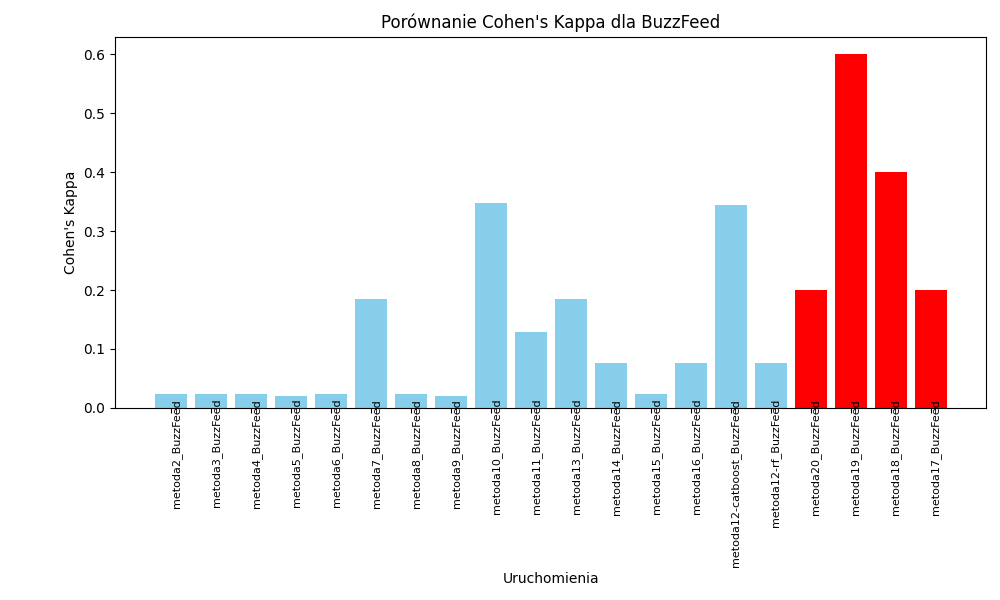 Porównanie Cohen's Kappa dla BuzzFeed
Cohen's Kappa
0.6
0.5
0.4
0.3
0.2
0.1
0.0
metoda2_BuzzFeed
metoda3_BuzzFeed
metoda4_BuzzFeed
metoda5_BuzzFeed
metoda6_BuzzFeed
metoda7_BuzzFeed
metoda8_BuzzFeed
metoda9_BuzzFeed
metoda10_BuzzFeed
metoda11_BuzzFeed
metoda13_BuzzFeed
metoda14_BuzzFeed
metoda15_BuzzFeed
metoda16_BuzzFeed
metoda12-catboost_BuzzFeed
metoda12-rf_BuzzFeed
metoda20_BuzzFeed
metoda19_BuzzFeed
metoda18_BuzzFeed
metoda17_BuzzFeed
Uruchomienia